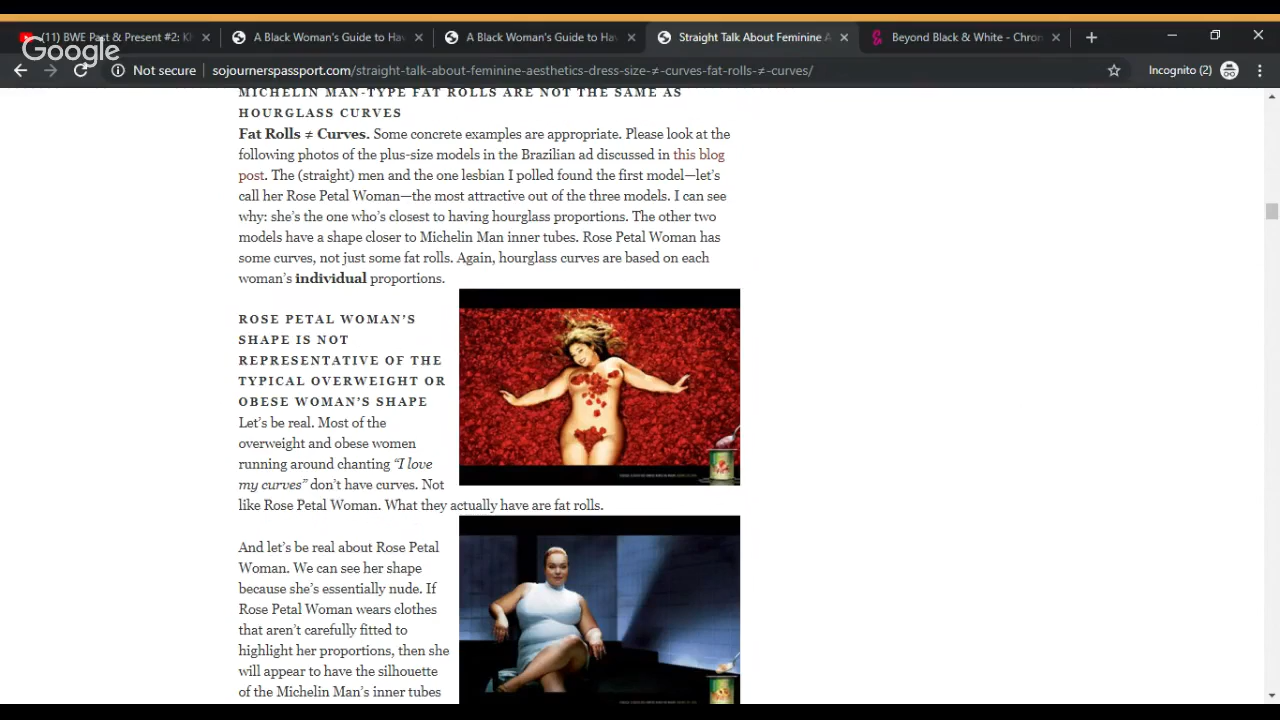 (11) BWE Past & Present #2: K
A Black Woman's Guide to Hav
A Black Woman's Guide to Hav
Straight Talk About Feminine A
Beyond Black & White - Chron
Google
Not secure
sojournerspassport.com/straight-talk-about-feminine-aesthetics-dress-size-≠-curves-fat-rolls-≠-curves/
Incognito (2)
MICHELIN MAN-TYPE FAT ROLLS ARE NOT THE SAME AS
HOURGLASS CURVES
Fat Rolls ≠ Curves. Some concrete examples are appropriate. Please look at the
following photos of the plus-size models in the Brazilian ad discussed in this blog
post. The (straight) men and the one lesbian I polled found the first model—let's
call her Rose Petal Woman—the most attractive out of the three models. I can see
why: she's the one who's closest to having hourglass proportions. The other two
models have a shape closer to Michelin Man inner tubes. Rose Petal Woman has
some curves, not just some fat rolls. Again, hourglass curves are based on each
woman's individual proportions.
ROSE PETAL WOMAN'S
SHAPE IS NOT
REPRESENTATIVE OF THE
TYPICAL OVERWEIGHT OR
OBESE WOMAN'S SHAPE
Let's be real. Most of the
overweight and obese women
running around chanting "I love
my curves" don't have curves. Not
like Rose Petal Woman. What they actually have are fat rolls.
And let's be real about Rose Petal
Woman. We can see her shape
because she's essentially nude. If
Rose Petal Woman wears clothes
that aren't carefully fitted to
highlight her proportions, then she
will appear to have the silhouette
of the Michelin Man's inner tubes